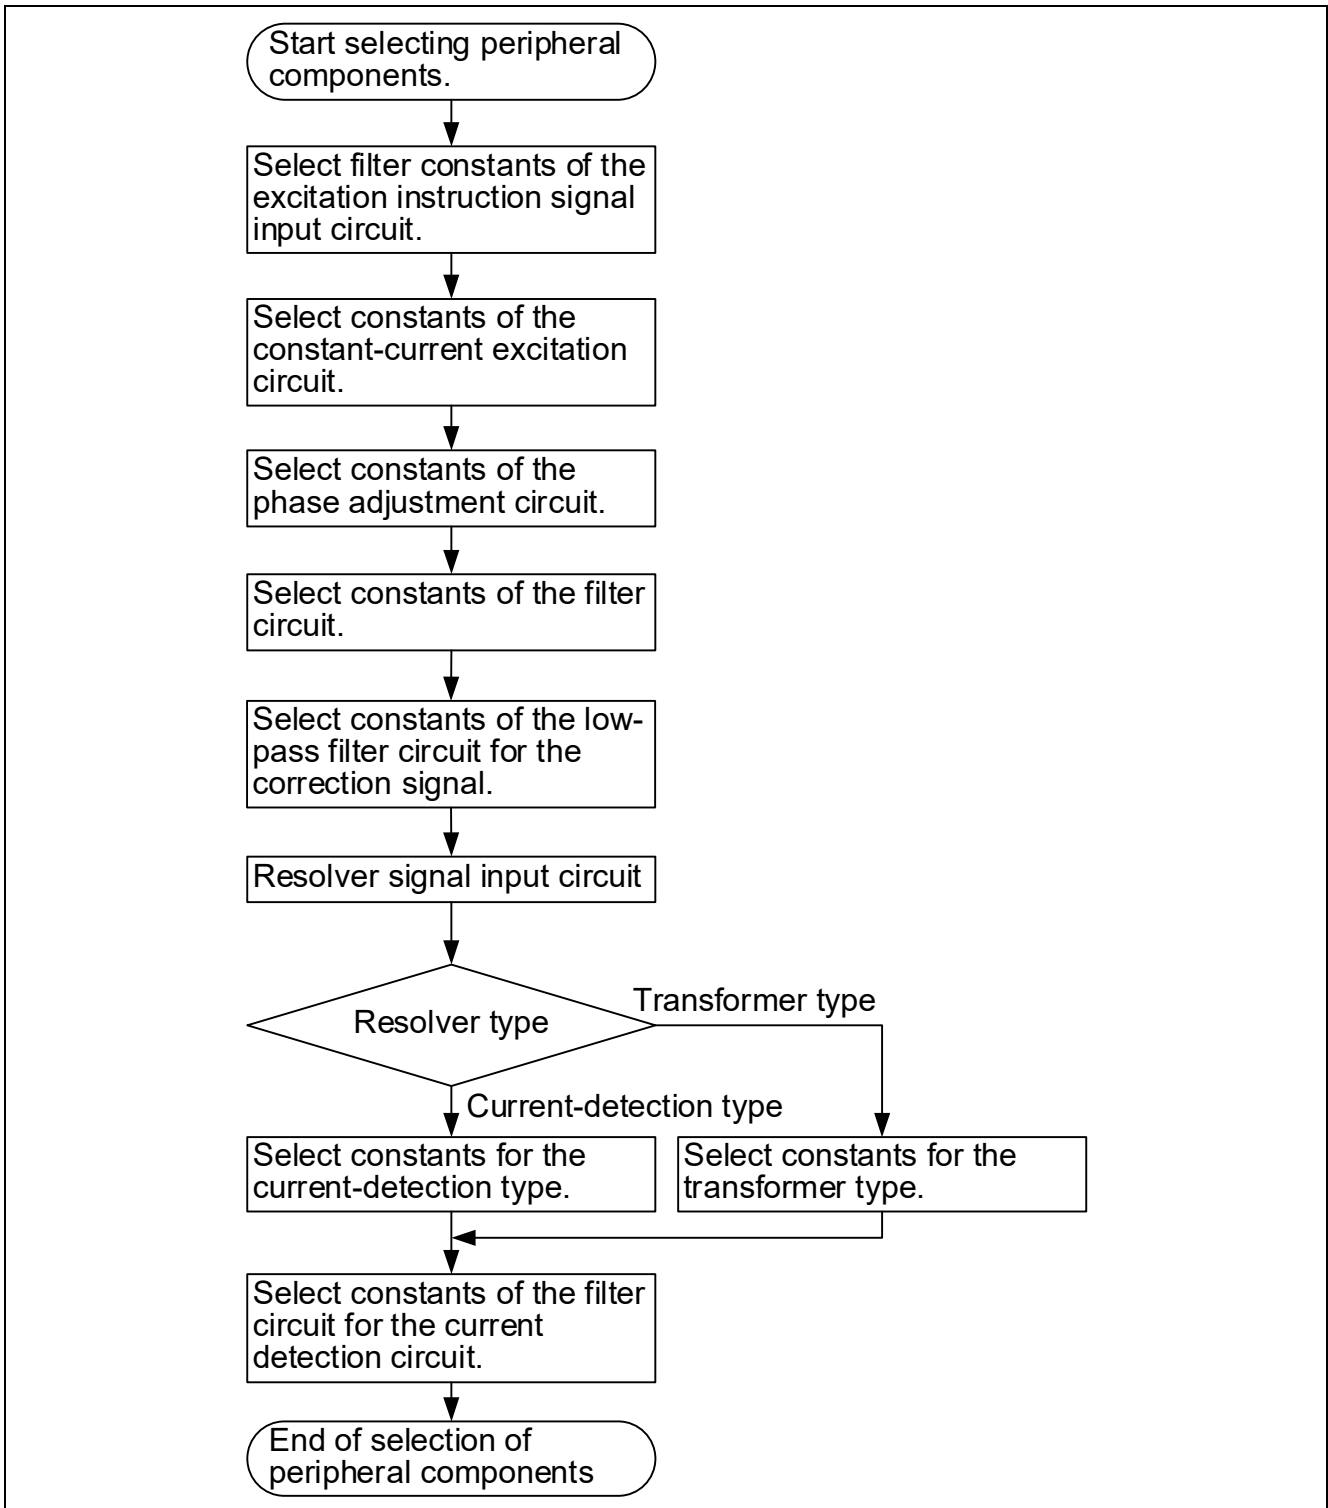 Start selecting peripheral
components.
Select filter constants of the
excitation instruction signal
input circuit.
Select constants of the
constant-current excitation
circuit.
Select constants of the
phase adjustment circuit.
Select constants of the filter
circuit.
Select constants of the low-
pass filter circuit for the
correction signal.
Resolver signal input circuit
Transformer type
Resolver type
Current-detection type
Select constants for the
current-detection type.
Select constants for the
transformer type.
Select constants of the filter
circuit for the current
detection circuit.
End of selection of
peripheral components